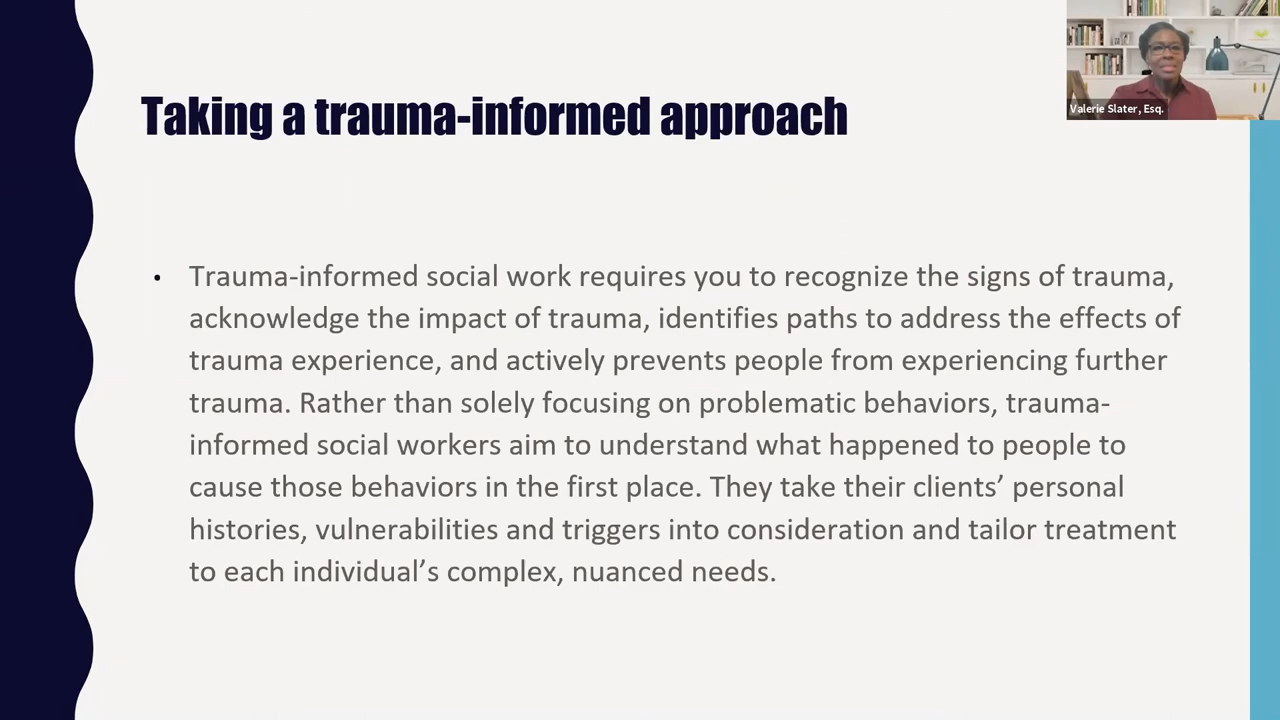 Valerie Slater, Esq.
Taking a trauma-informed approach
• Trauma-informed social work requires you to recognize the signs of trauma,
acknowledge the impact of trauma, identifies paths to address the effects of
trauma experience, and actively prevents people from experiencing further
trauma. Rather than solely focusing on problematic behaviors, trauma-
informed social workers aim to understand what happened to people to
cause those behaviors in the first place. They take their clients’ personal
histories, vulnerabilities and triggers into consideration and tailor treatment
to each individual’s complex, nuanced needs.